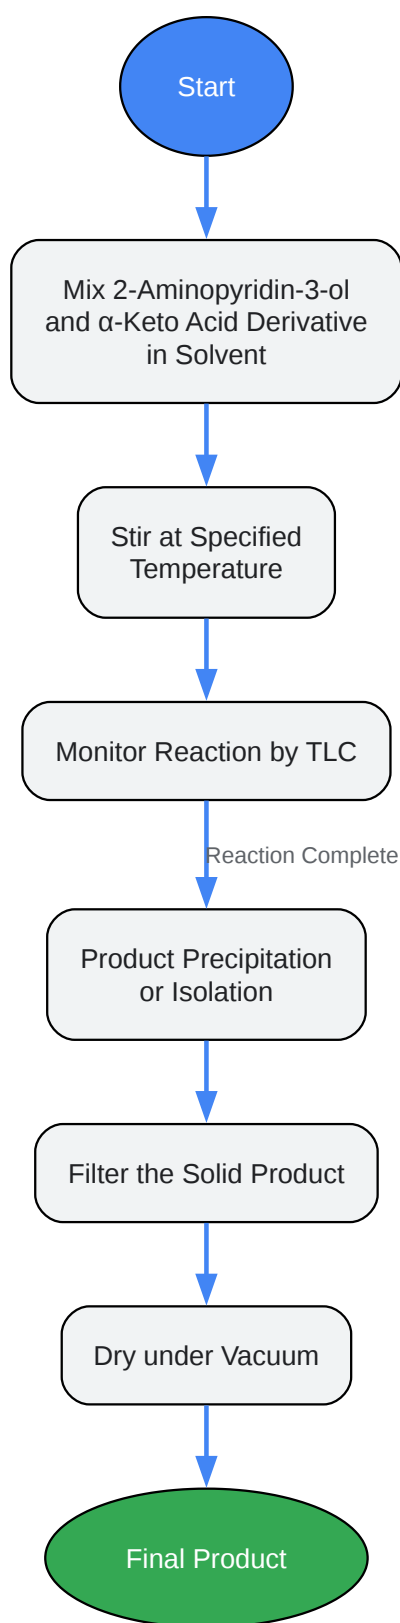 Start
Mix 2-Aminopyridin-3-ol
and α-Keto Acid Derivative
in Solvent
Stir at Specified
Temperature
Monitor Reaction by TLC
Reaction Complete
Product Precipitation
or Isolation
Filter the Solid Product
Dry under Vacuum
Final Product